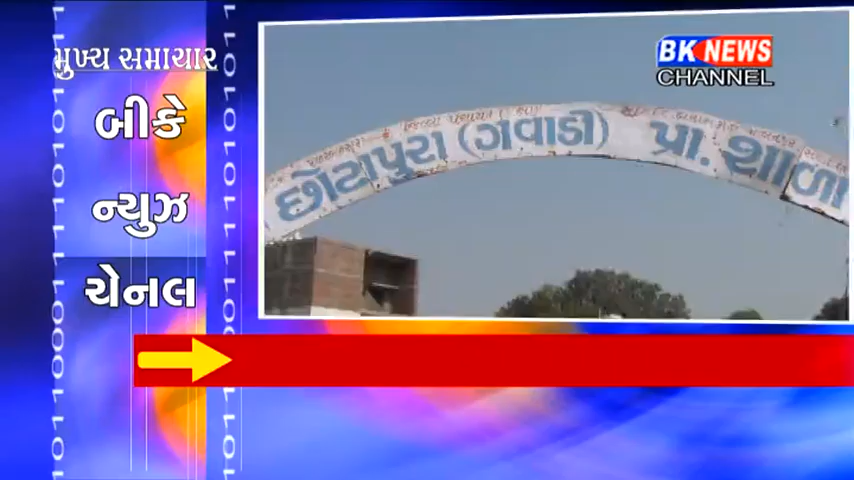 મુખ્ય સમાચાર
બીકે
ન્યુઝ
ચેનલ
BK NEWS
CHANNEL
છોટાપુરા (ગવાડી) પ્રા. શાળા